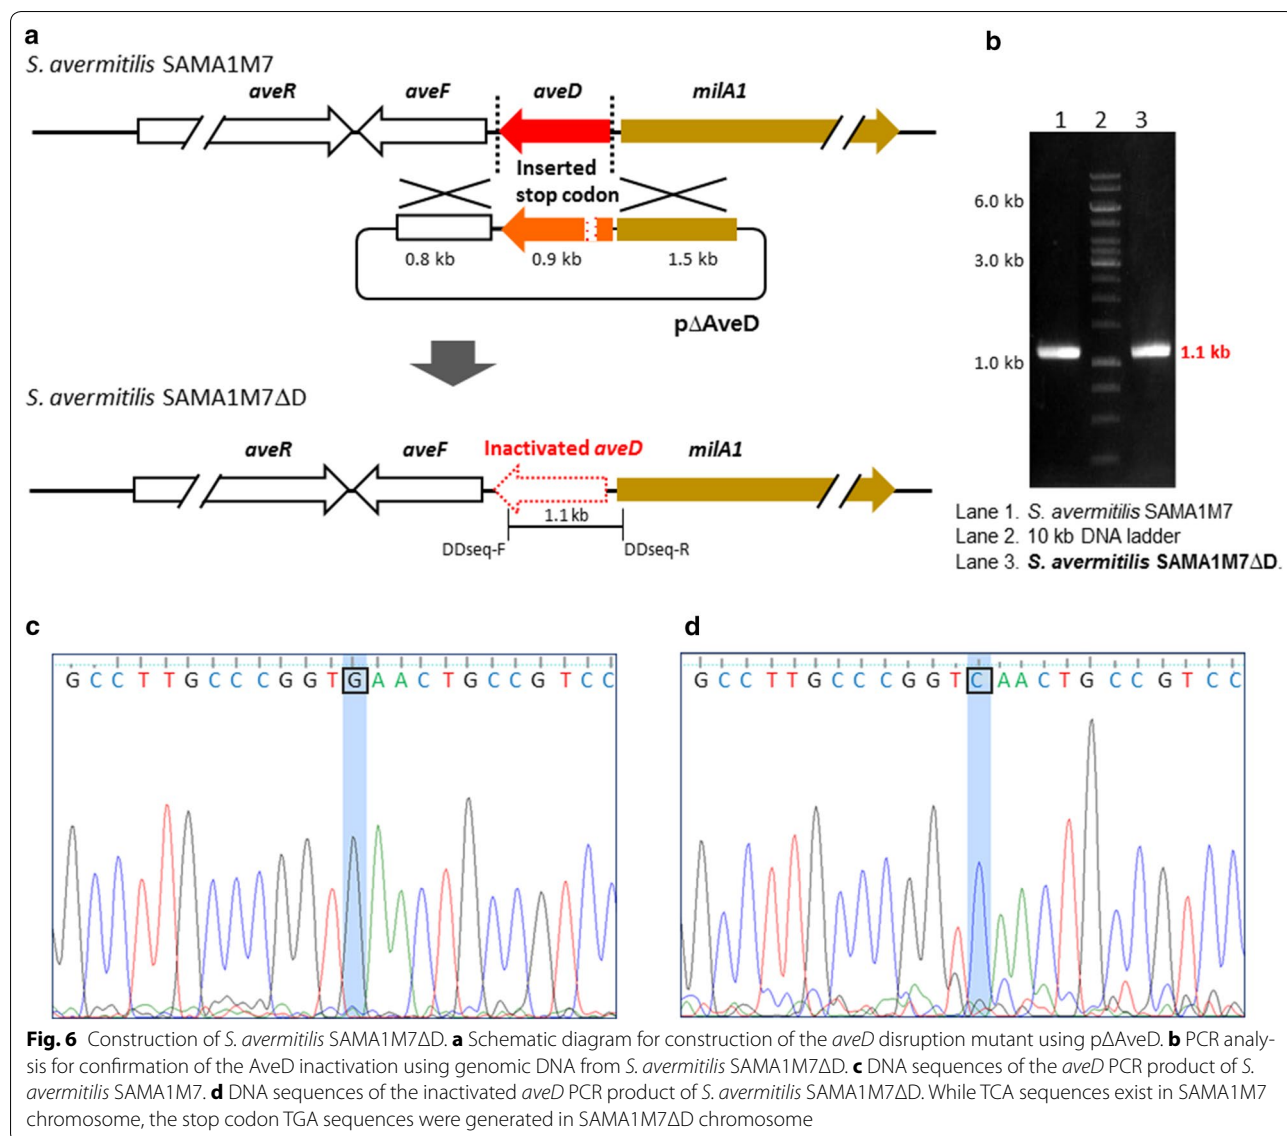 a
S. avermitilis SAMA1M7
aveR aveF aveD milA1
Inserted
stop codon
0.8 kb 0.9 kb 1.5 kb
pΔAveD
S. avermitilis SAMA1M7ΔD
aveR aveF Inactivated aveD milA1
1.1 kb
DDseq-F DDseq-R
b
1 2 3
6.0 kb
3.0 kb
1.0 kb
1.1 kb
Lane 1. S. avermitilis SAMA1M7
Lane 2. 10 kb DNA ladder
Lane 3. S. avermitilis SAMA1M7ΔD.
c
G C C T T G C C C G G T G A A C T G C C G T C C
d
G C C T T G C C C G G T C A A C T G C C G T C C
Fig. 6 Construction of S. avermitilis SAMA1M7ΔD. a Schematic diagram for construction of the aveD disruption mutant using pΔAveD. b PCR analy-
sis for confirmation of the AveD inactivation using genomic DNA from S. avermitilis SAMA1M7ΔD. c DNA sequences of the aveD PCR product of S.
avermitilis SAMA1M7. d DNA sequences of the inactivated aveD PCR product of S. avermitilis SAMA1M7ΔD. While TCA sequences exist in SAMA1M7
chromosome, the stop codon TGA sequences were generated in SAMA1M7ΔD chromosome